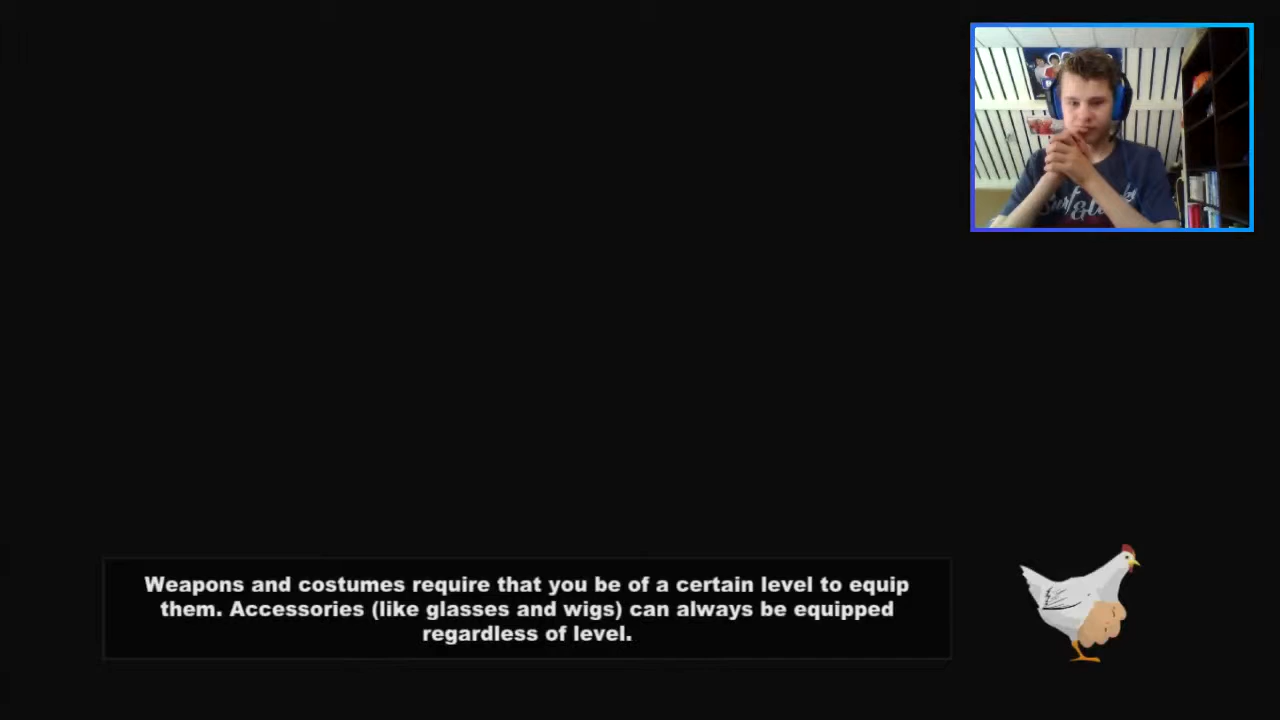 Weapons and costumes require that you be of a certain level to equip
them. Accessories (like glasses and wigs) can always be equipped
regardless of level.